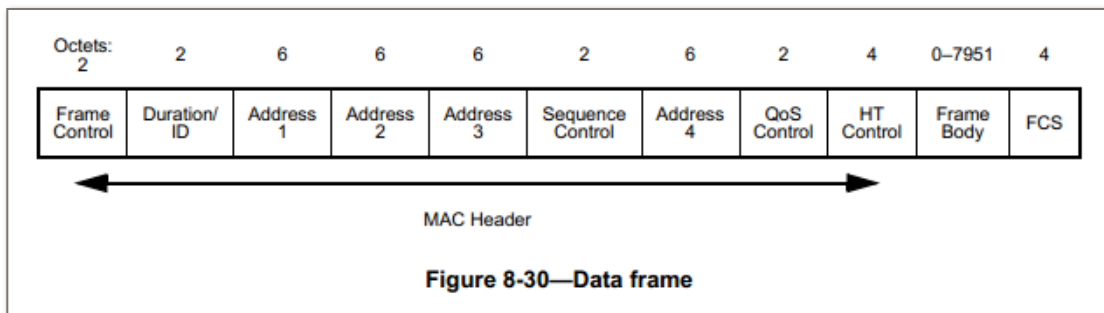 Octets:
2 2 6 6 6 2 6 2 4 0–7951 4
Frame Duration/ Address Address Address Sequence Address QoS HT Frame FCS
Control ID 1 2 3 Control 4 Control Control Body
MAC Header
Figure 8-30—Data frame